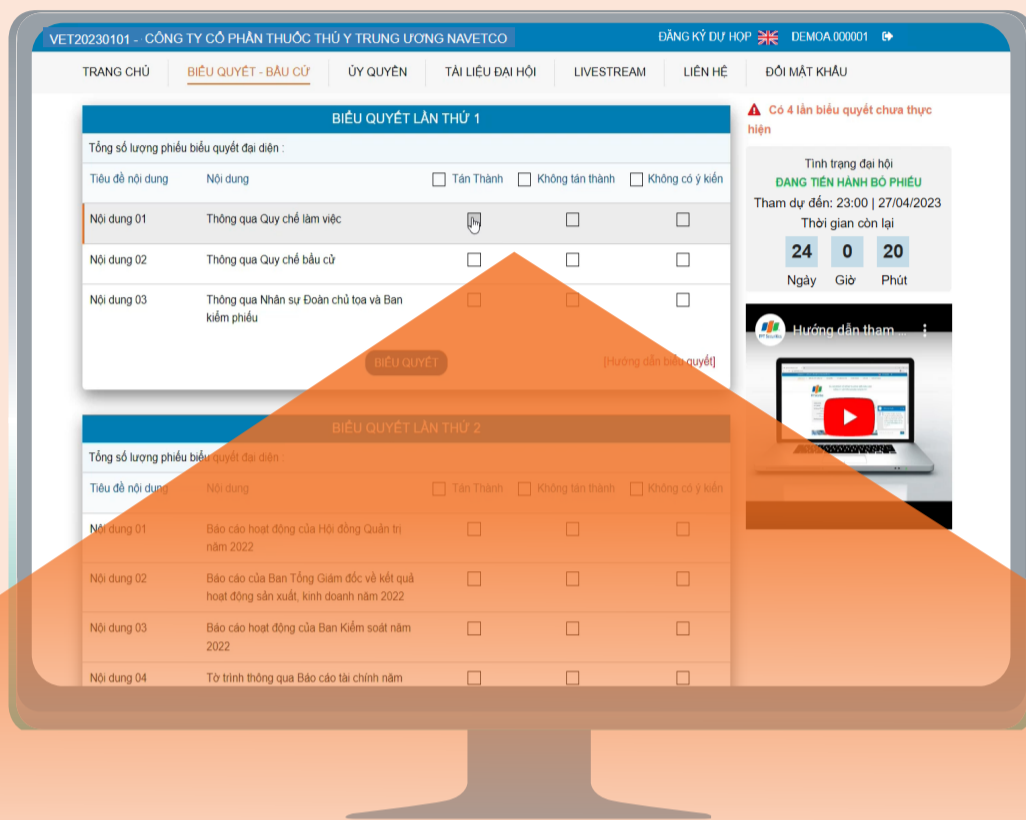 VET20230101 - CÔNG TY CỔ PHẦN THUỐC THÚ Y TRUNG ƯƠNG NAVETCO
ĐĂNG KÝ DỰ HỌP DEMOA.000001
TRANG CHỦ BIỂU QUYẾT - BẦU CỬ ỦY QUYỀN TÀI LIỆU ĐẠI HỘI LIVESTREAM LIÊN HỆ ĐỔI MẬT KHẨU
BIỂU QUYẾT LẦN THỨ 1
Tổng số lượng phiếu biểu quyết đại diện :
Tiêu đề nội dung Nội dung Tán Thành Không tán thành Không có ý kiến
Nội dung 01 Thông qua Quy chế làm việc
Nội dung 02 Thông qua Quy chế bầu cử
Nội dung 03 Thông qua Nhân sự Đoàn chủ tọa và Ban
kiểm phiếu
BIỂU QUYẾT [Hướng dẫn biểu quyết]
BIỂU QUYẾT LẦN THỨ 2
Tổng số lượng phiếu biểu quyết đại diện :
Tiêu đề nội dung Nội dung Tán Thành Không tán thành Không có ý kiến
Nội dung 01 Báo cáo hoạt động của Hội đồng Quản trị
năm 2022
Nội dung 02 Báo cáo của Ban Tổng Giám đốc về kết quả
hoạt động sản xuất, kinh doanh năm 2022
Nội dung 03 Báo cáo hoạt động của Ban Kiểm soát năm
2022
Nội dung 04 Tờ trình thông qua Báo cáo tài chính năm
Có 4 lần biểu quyết chưa thực
hiện
Tình trạng đại hội
ĐANG TIẾN HÀNH BỎ PHIẾU
Tham dự đến: 23:00 | 27/04/2023
Thời gian còn lại
24 0 20
Ngày Giờ Phút
Hướng dẫn tham ...